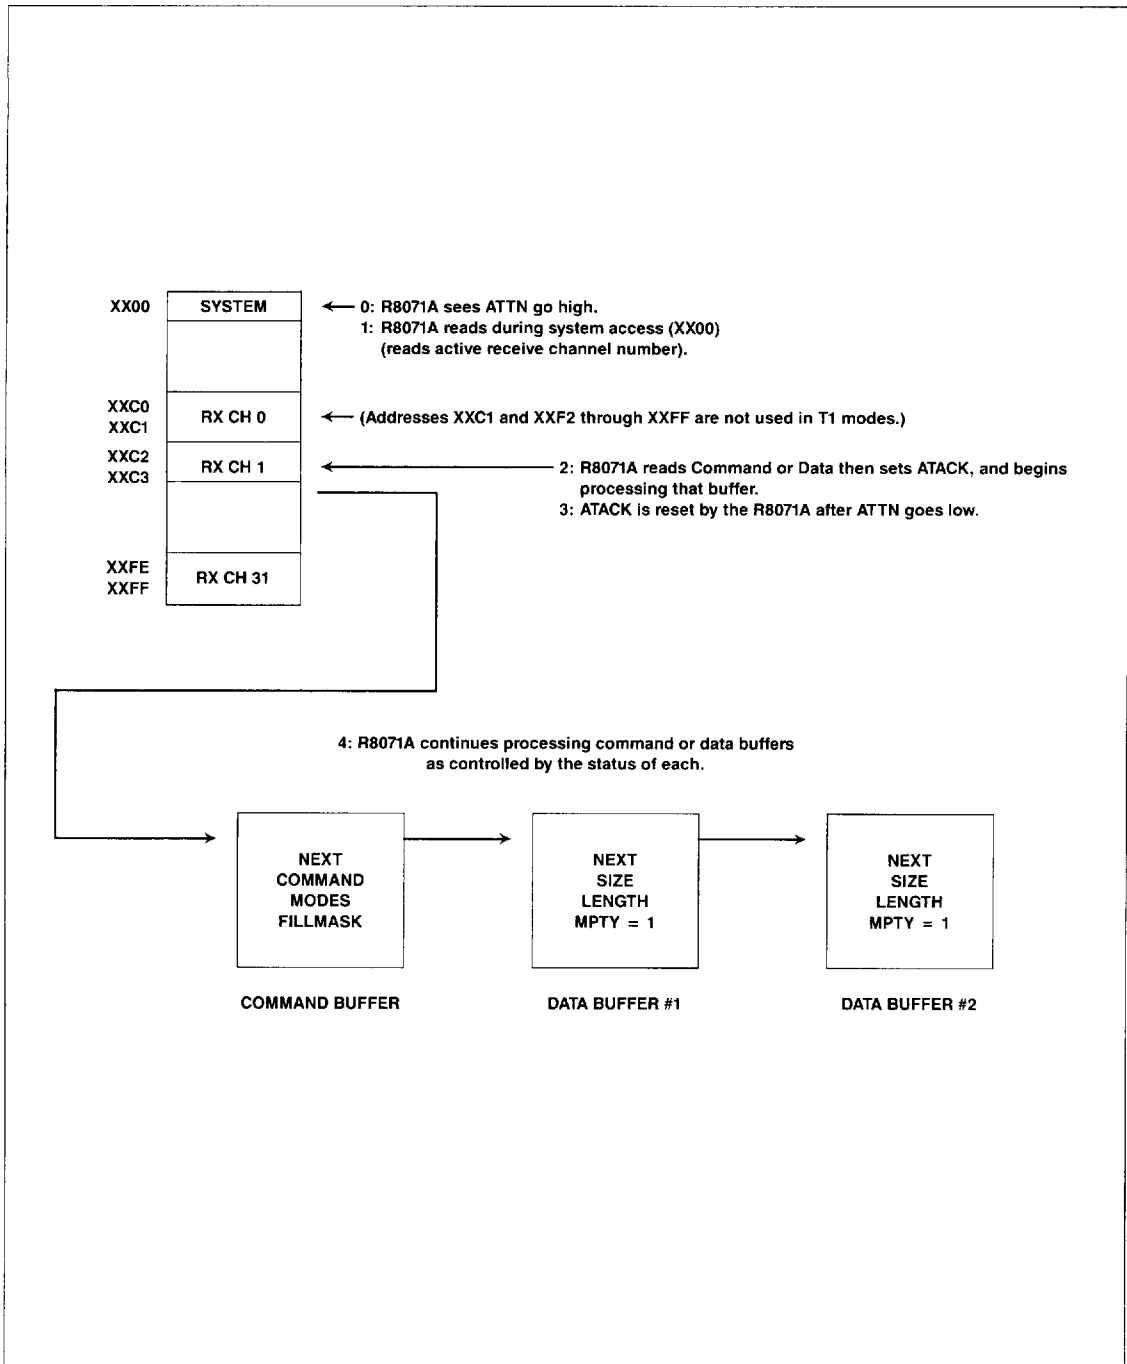 XX00
SYSTEM
0: R8071A sees ATTN go high.
1: R8071A reads during system access (XX00)
(reads active receive channel number).
XXC0
XXC1
RX CH 0
(Addresses XXC1 and XXF2 through XXFF are not used in T1 modes.)
XXC2
XXC3
RX CH 1
2: R8071A reads Command or Data then sets ATACK, and begins
processing that buffer.
3: ATACK is reset by the R8071A after ATTN goes low.
XXFE
XXFF
RX CH 31
4: R8071A continues processing command or data buffers
as controlled by the status of each.
NEXT
COMMAND
MODES
FILLMASK
COMMAND BUFFER
NEXT
SIZE
LENGTH
MPTY = 1
DATA BUFFER #1
NEXT
SIZE
LENGTH
MPTY = 1
DATA BUFFER #2